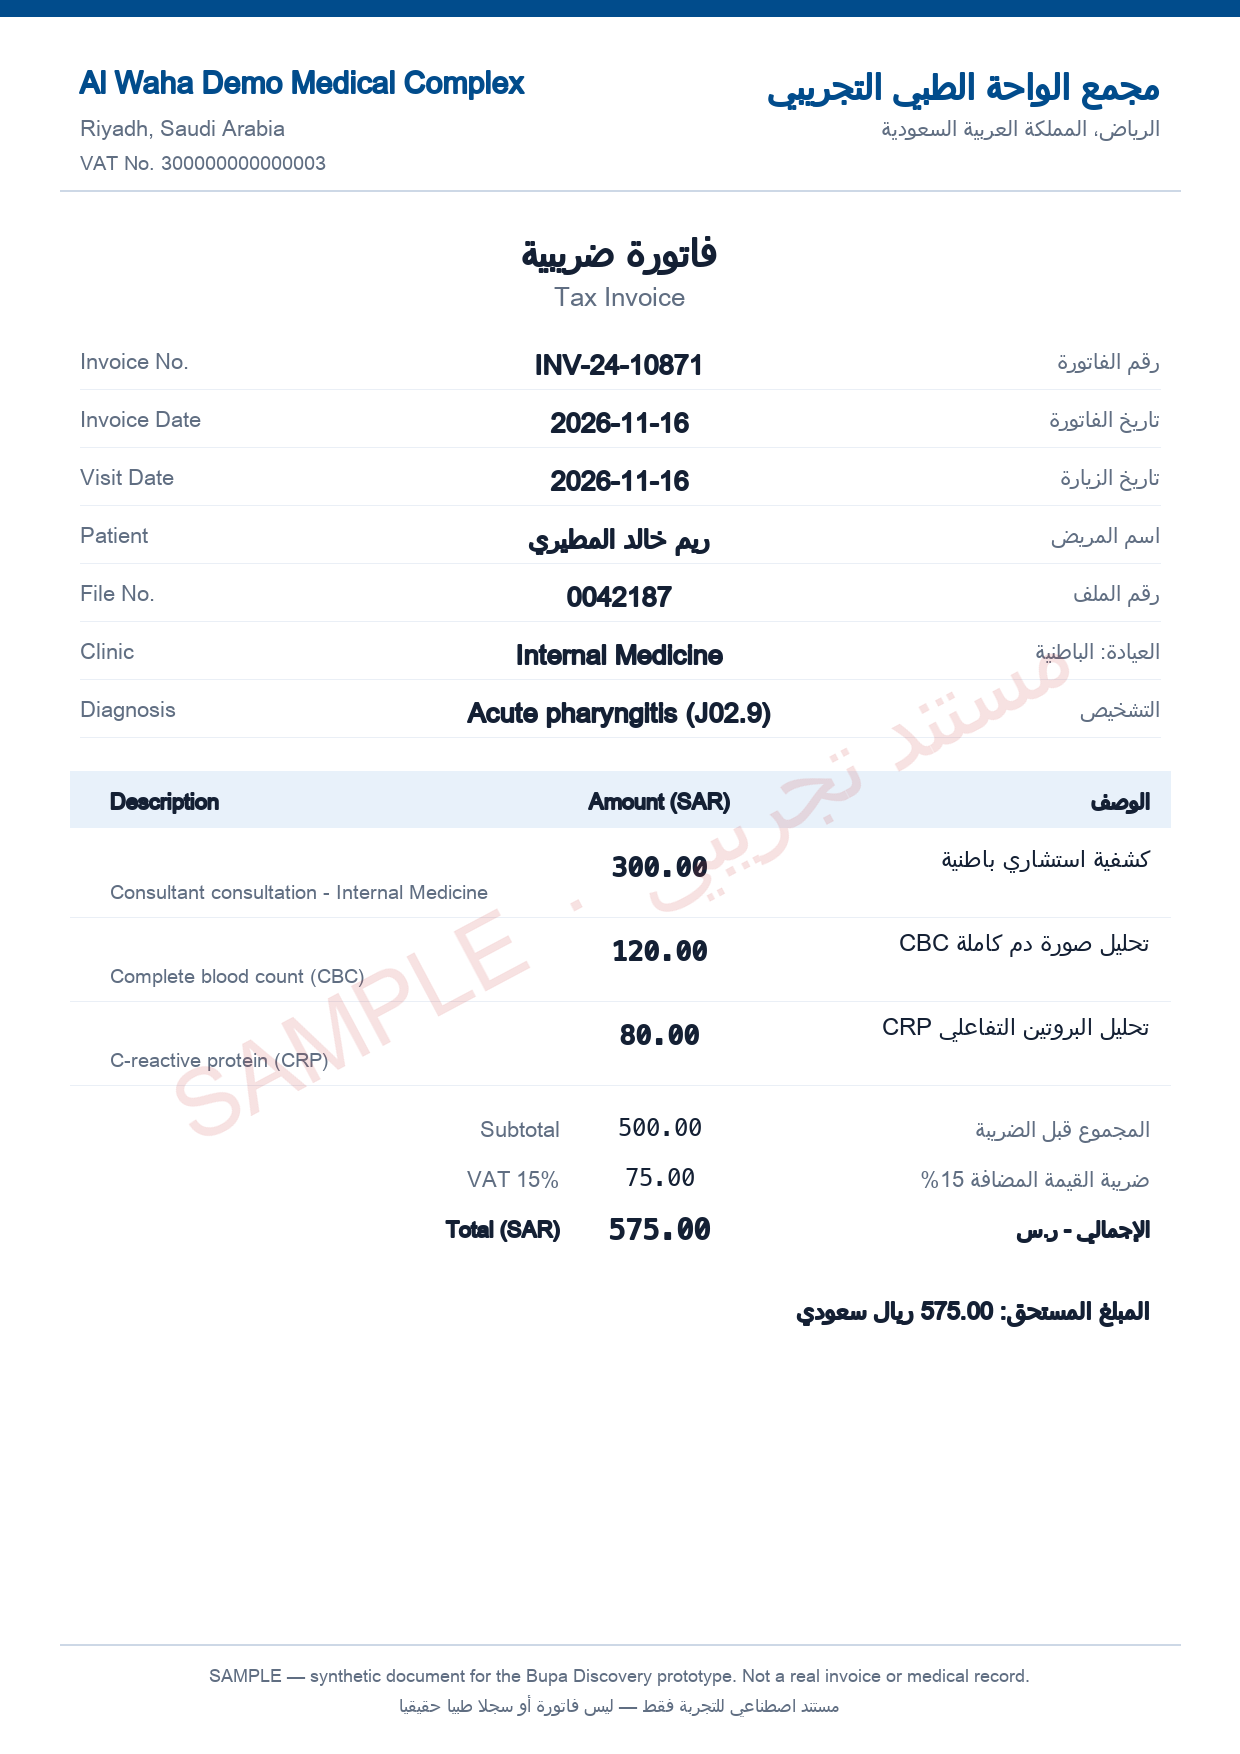 Al Waha Demo Medical Complex
مجمع الواحة الطبي التجريبي
Riyadh, Saudi Arabia
الرياض، المملكة العربية السعودية
VAT No. 300000000000003
فاتورة ضريبية
Tax Invoice
Invoice No. INV-24-10871 رقم الفاتورة
Invoice Date 2026-11-16 تاريخ الفاتورة
Visit Date 2026-11-16 تاريخ الزيارة
Patient ريم خالد المطيري اسم المريض
File No. 0042187 رقم الملف
Clinic Internal Medicine العيادة: الباطنية
Diagnosis Acute pharyngitis (J02.9) التشخيص
Description Amount (SAR) الوصف
300.00 كشفية استشاري باطنية
Consultant consultation - Internal Medicine
120.00 تحليل صورة دم كاملة CBC
Complete blood count (CBC)
80.00 تحليل البروتين التفاعلي CRP
C-reactive protein (CRP)
SAMPLE · مستند تجريبي
Subtotal 500.00 المجموع قبل الضريبة
VAT 15% 75.00 ضريبة القيمة المضافة 15%
Total (SAR) 575.00 الإجمالي - ر.س
المبلغ المستحق: 575.00 ريال سعودي
SAMPLE — synthetic document for the Bupa Discovery prototype. Not a real invoice or medical record.
مستند اصطناعي للتجربة فقط — ليس فاتورة أو سجلا طبيا حقيقيا